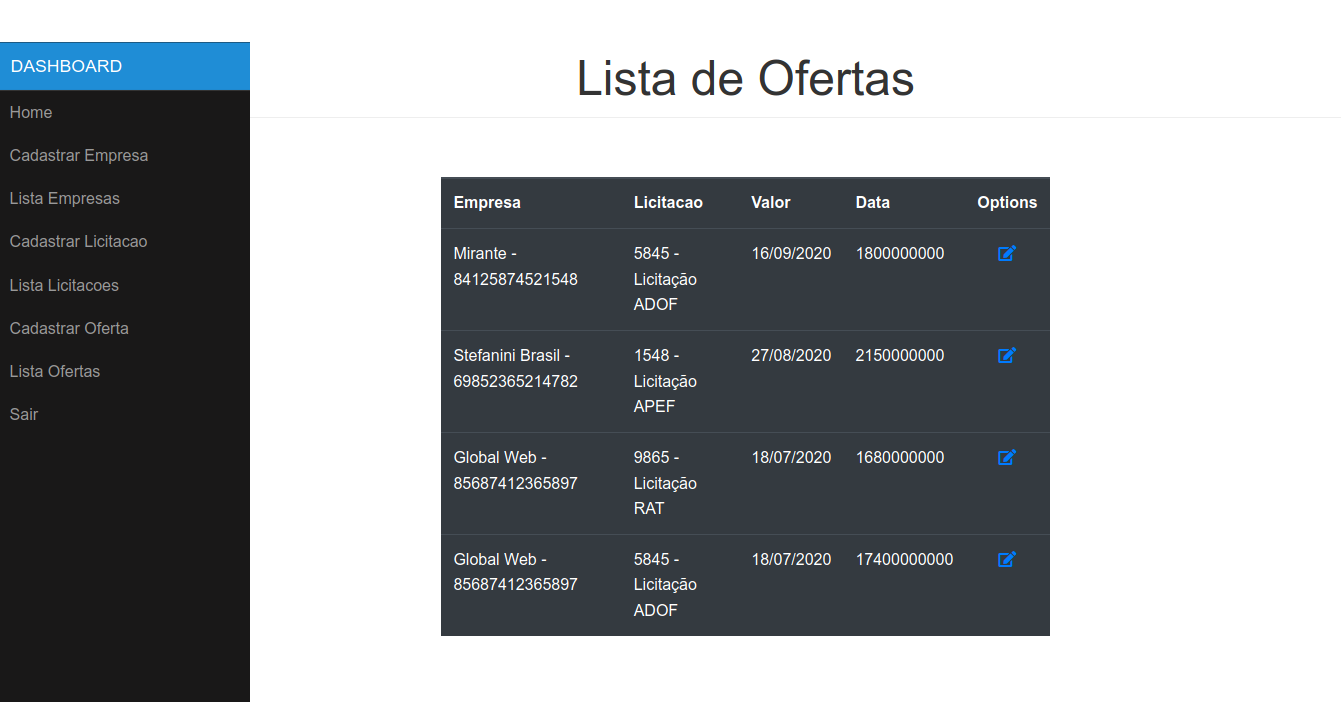 DASHBOARD
Home
Cadastrar Empresa
Lista Empresas
Cadastrar Licitacao
Lista Licitacoes
Cadastrar Oferta
Lista Ofertas
Sair
Lista de Ofertas
Empresa Licitacao Valor Data Options
Mirante - 5845 - 16/09/2020 1800000000
84125874521548 Licitação
ADOF
Stefanini Brasil - 1548 - 27/08/2020 2150000000
69852365214782 Licitação
APEF
Global Web - 9865 - 18/07/2020 1680000000
85687412365897 Licitação
RAT
Global Web - 5845 - 18/07/2020 17400000000
85687412365897 Licitação
ADOF